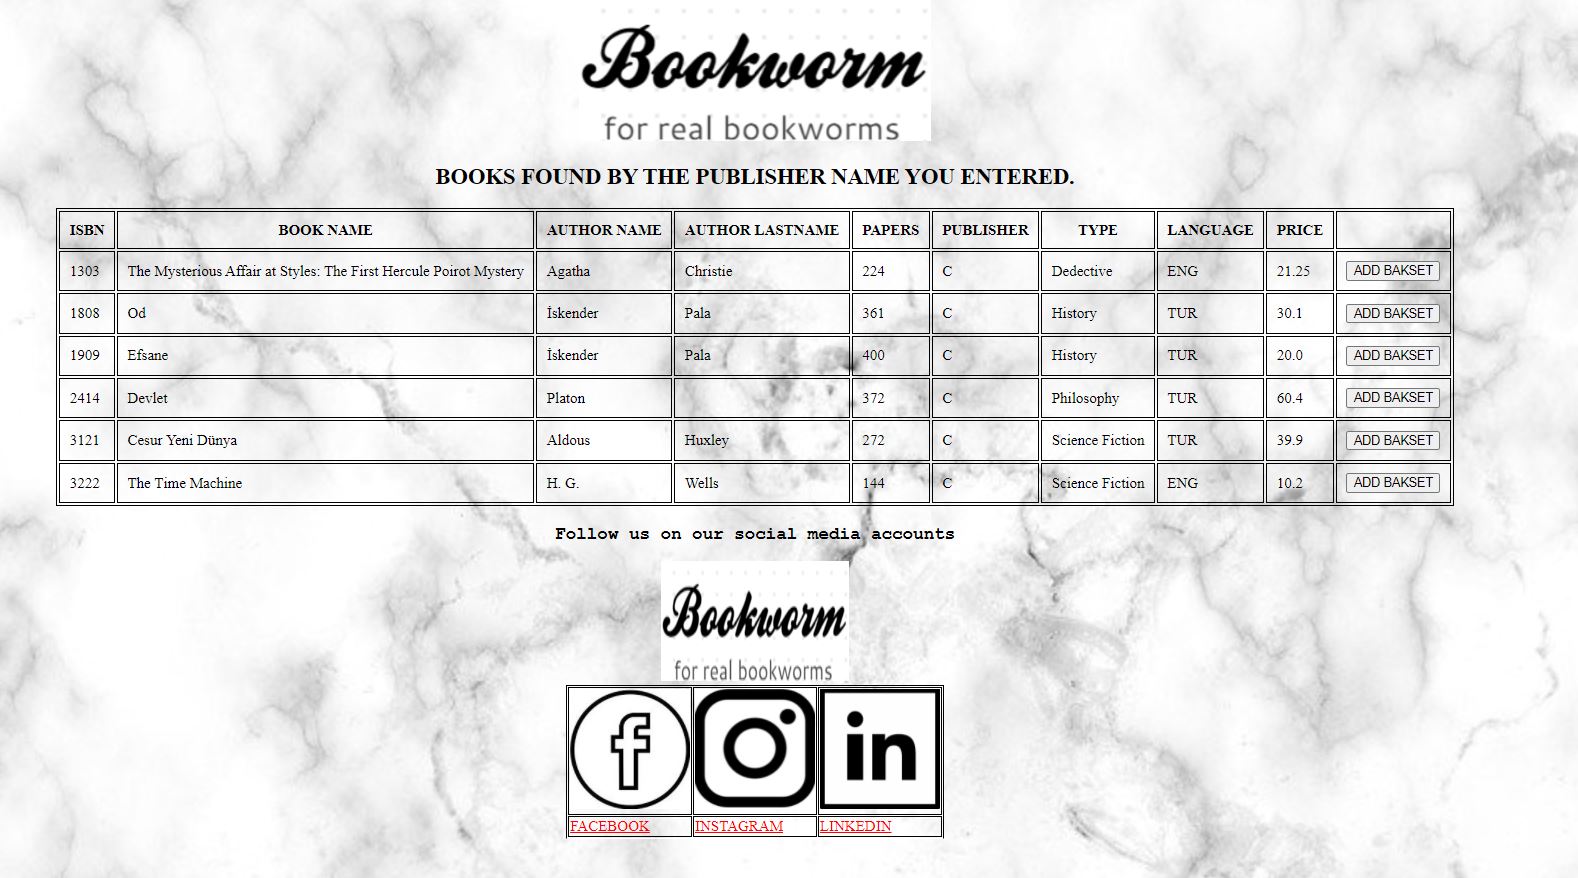 Bookworm
for real bookworms
BOOKS FOUND BY THE PUBLISHER NAME YOU ENTERED.
ISBN BOOK NAME AUTHOR NAME AUTHOR LASTNAME PAPERS PUBLISHER TYPE LANGUAGE PRICE
1303 The Mysterious Affair at Styles: The First Hercule Poirot Mystery Agatha Christie 224 C Dedective ENG 21.25 ADD BAKSET
1808 Od İskender Pala 361 C History TUR 30.1 ADD BAKSET
1909 Efsane İskender Pala 400 C History TUR 20.0 ADD BAKSET
2414 Devlet Platon 372 C Philosophy TUR 60.4 ADD BAKSET
3121 Cesur Yeni Dünya Aldous Huxley 272 C Science Fiction TUR 39.9 ADD BAKSET
3222 The Time Machine H. G. Wells 144 C Science Fiction ENG 10.2 ADD BAKSET
Follow us on our social media accounts
Bookworm
for real bookworms
f in
FACEBOOK INSTAGRAM LINKEDIN